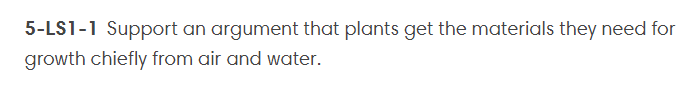 5-LS1-1 Support an argument that plants get the materials they need for
growth chiefly from air and water.